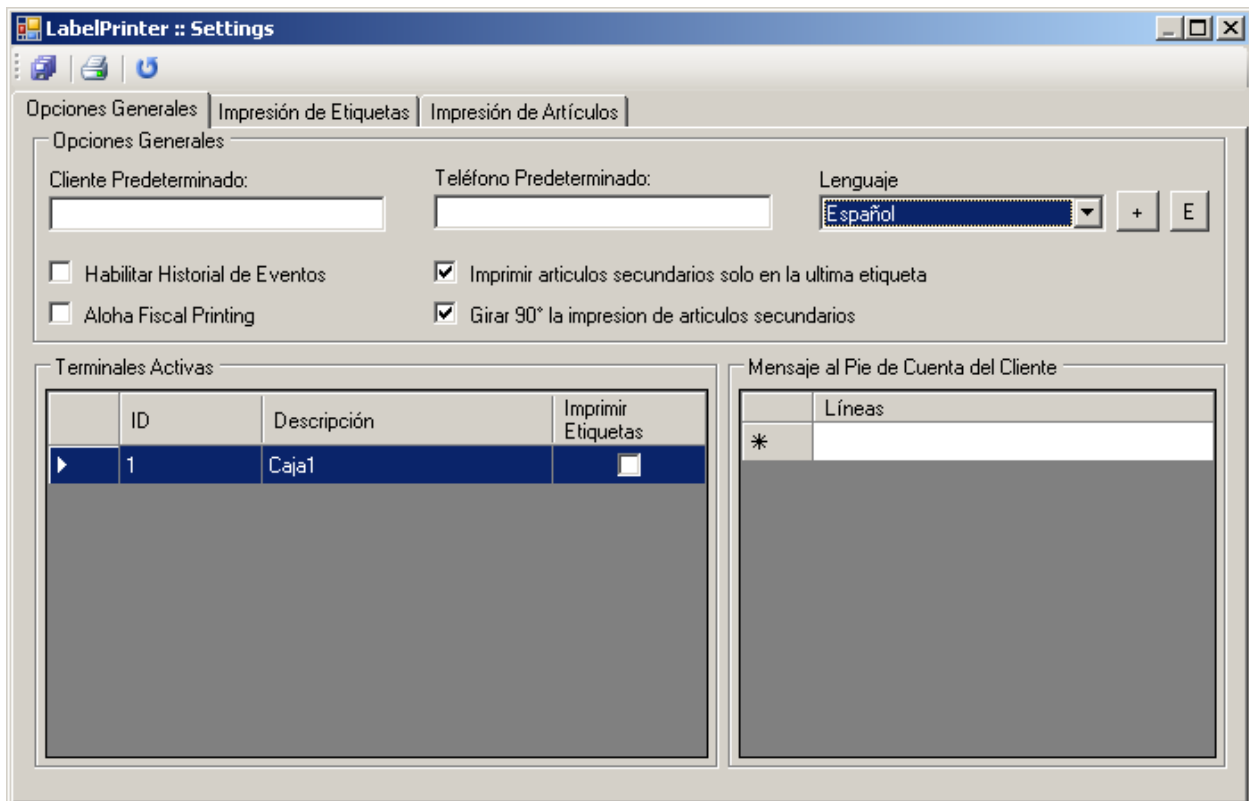 LabelPrinter :: Settings
Opciones Generales
Impresión de Etiquetas
Impresión de Artículos
Opciones Generales
Cliente Predeterminado:
Teléfono Predeterminado:
Lenguaje
Español
+
E
Habilitar Historial de Eventos
Imprimir articulos secundarios solo en la ultima etiqueta
Aloha Fiscal Printing
Girar 90° la impresion de articulos secundarios
Terminales Activas
ID
Descripción
Imprimir
Etiquetas
1
Caja1
Mensaje al Pie de Cuenta del Cliente
Líneas